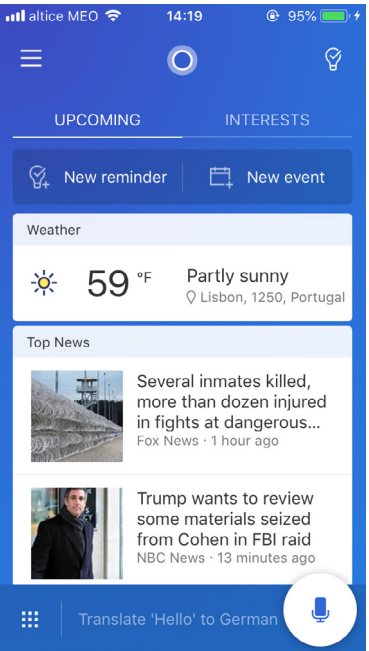 altice MEO 14:19 95%
UPCOMING INTERESTS
New reminder New event
Weather
59 °F Partly sunny
Lisbon, 1250, Portugal
Top News
Several inmates killed,
more than dozen injured
in fights at dangerous...
Fox News · 1 hour ago
Trump wants to review
some materials seized
from Cohen in FBI raid
NBC News · 13 minutes ago
Translate 'Hello' to German